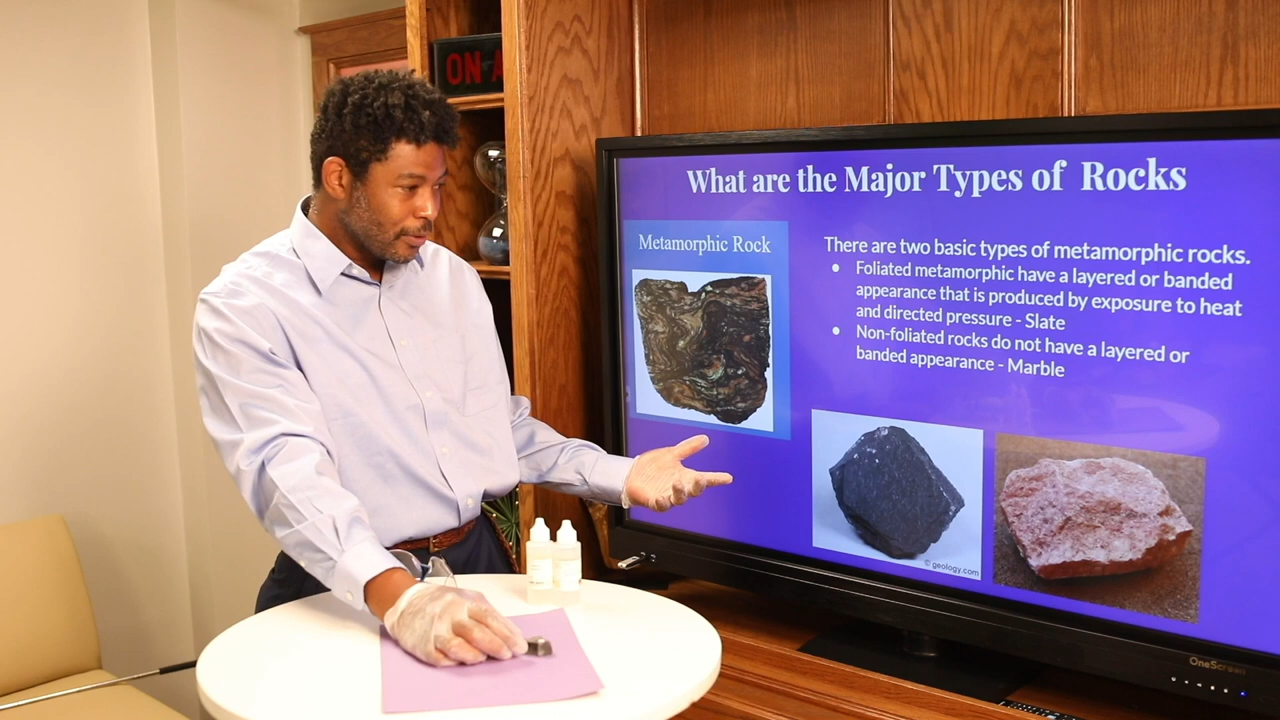 ON A
What are the Major Types of Rocks
Metamorphic Rock
There are two basic types of metamorphic rocks.
● Foliated metamorphic have a layered or banded
appearance that is produced by exposure to heat
and directed pressure - Slate
● Non-foliated rocks do not have a layered or
banded appearance - Marble
© geology.com
OneScreen